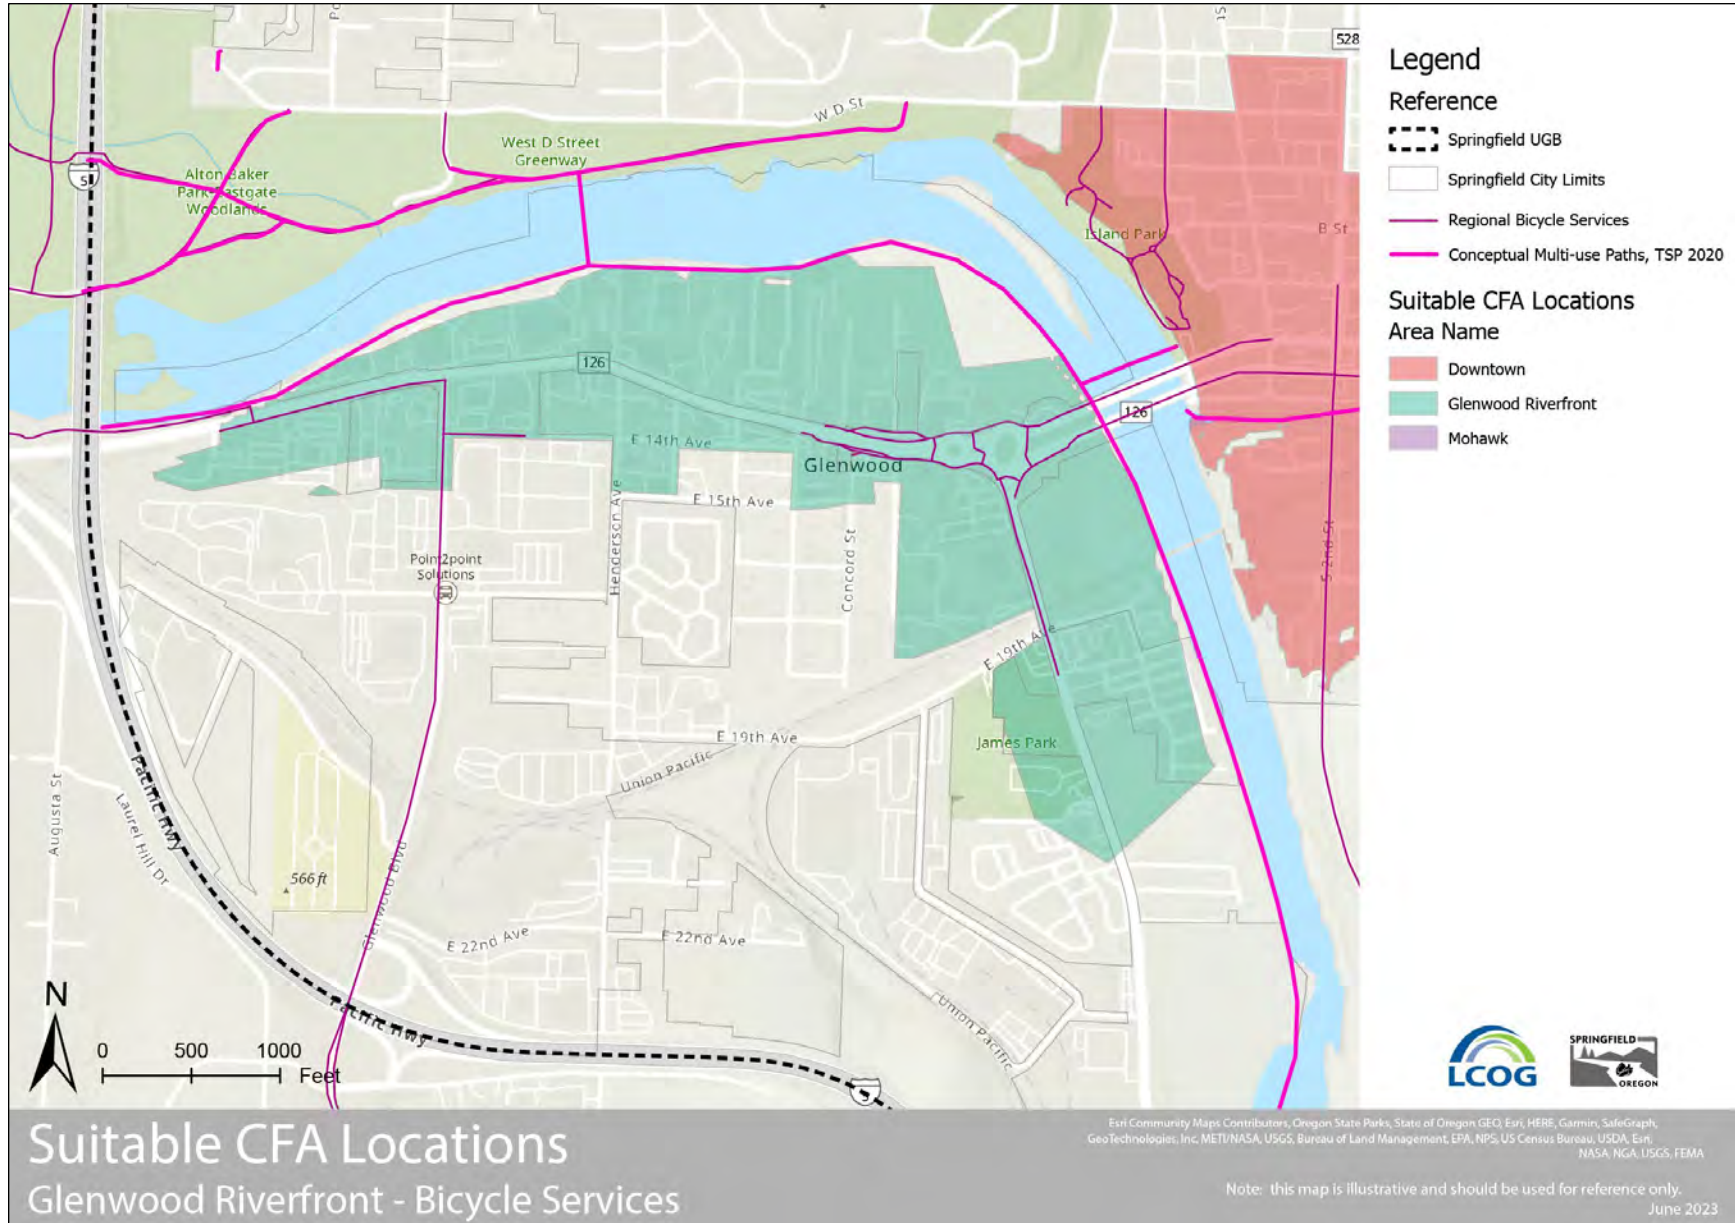 Po
St
528
W D St
West D Street
Greenway
Alton Baker
Park-Eastgate
Woodlands
5
Island Park
B St
126
126
E 14th Ave
Glenwood
E 15th Ave
Henderson Ave
Concord St
Point2point
Solutions
S 2nd St
E 19th Ave
E 19th Ave
Union Pacific
James Park
Pacific Hwy
Augusta St
Laurel Hill Dr
566 ft
Glenwood Blvd
E 22nd Ave
E 22nd Ave
Union Pacific
Pacific Hwy
5
N
0 500 1000
Feet
Legend
Reference
Springfield UGB
Springfield City Limits
Regional Bicycle Services
Conceptual Multi-use Paths, TSP 2020
Suitable CFA Locations
Area Name
Downtown
Glenwood Riverfront
Mohawk
LCOG
SPRINGFIELD
OREGON
Suitable CFA Locations
Glenwood Riverfront - Bicycle Services
Esri Community Maps Contributors, Oregon State Parks, State of Oregon GEO, Esri, HERE, Garmin, SafeGraph,
GeoTechnologies, Inc, METI/NASA, USGS, Bureau of Land Management, EPA, NPS, US Census Bureau, USDA, Esri,
NASA, NGA, USGS, FEMA
Note: this map is illustrative and should be used for reference only.
June 2023